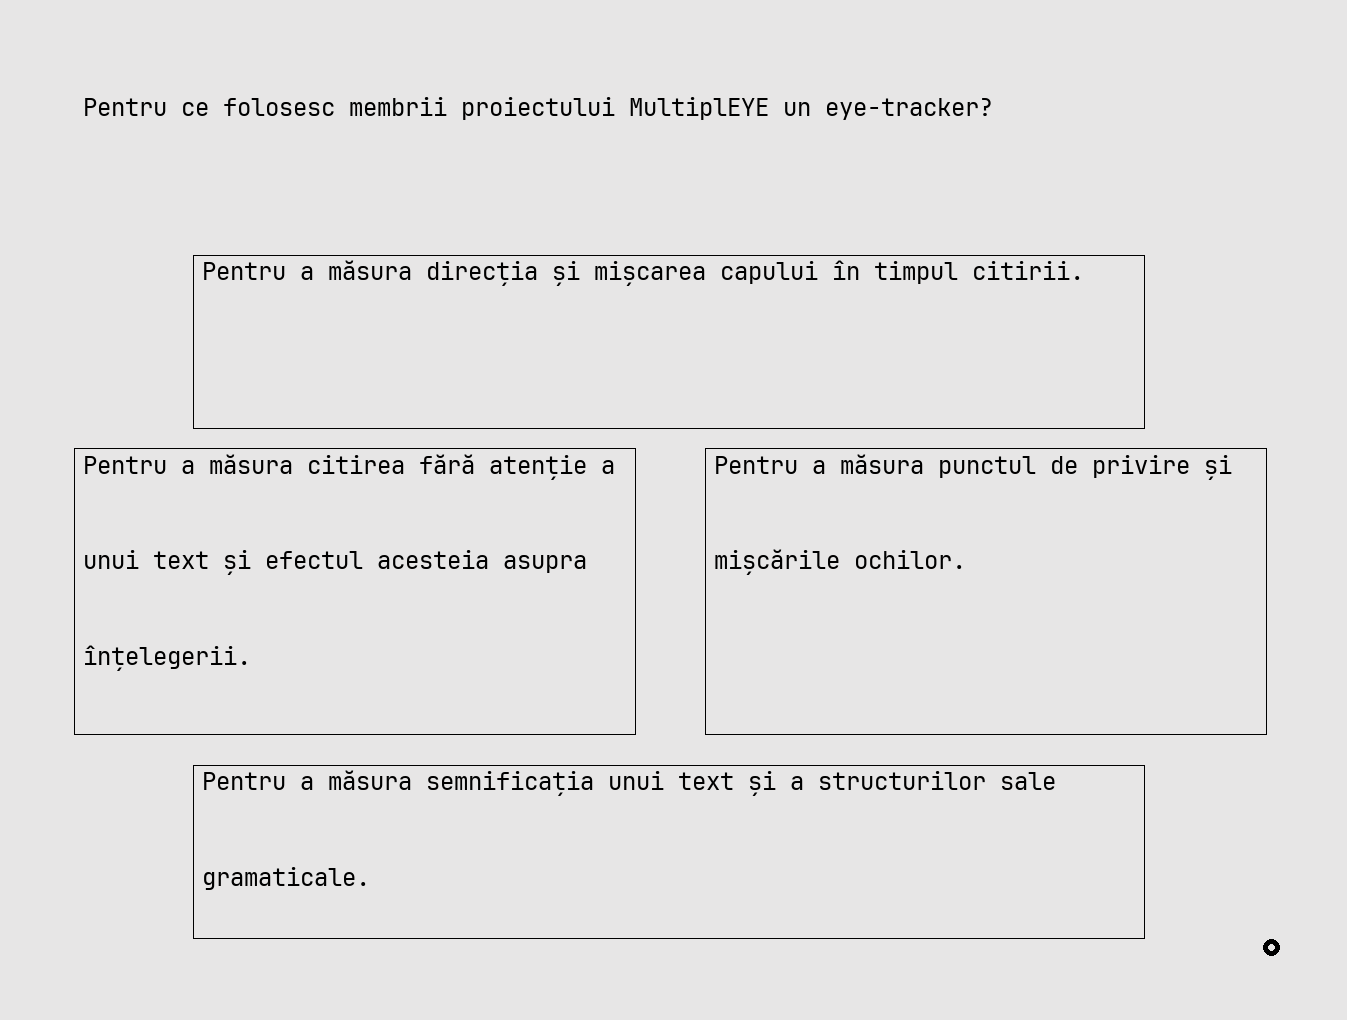 Pentru ce folosesc membrii proiectului MultiplEYE un eye-tracker?
Pentru a măsura direcția și mișcarea capului în timpul citirii.
Pentru a măsura citirea fără atenție a
unui text și efectul acesteia asupra
înțelegerii.
Pentru a măsura punctul de privire și
mișcările ochilor.
Pentru a măsura semnificația unui text și a structurilor sale
gramaticale.